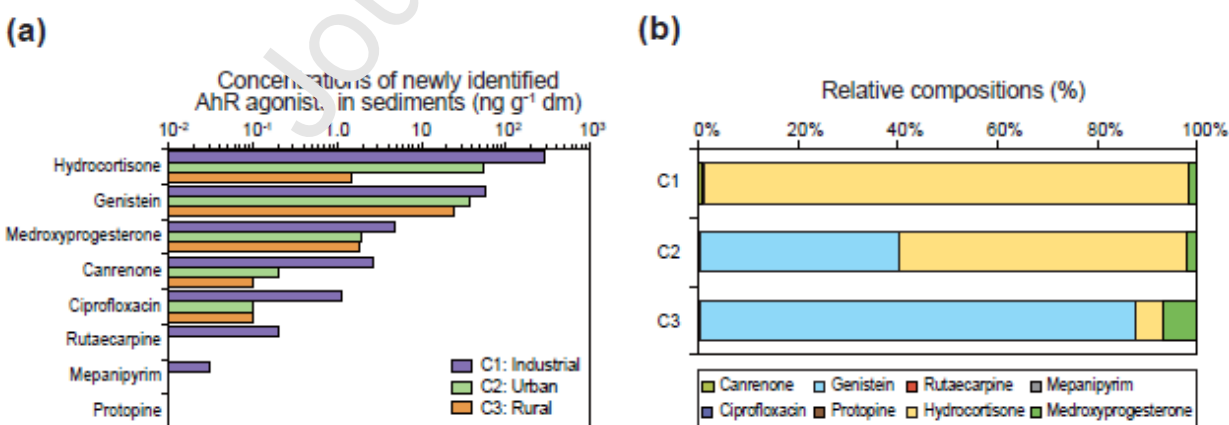 (a)
Concentrations of newly identified
AhR agonists in sediments (ng g⁻¹ dm)
10⁻² 10⁻¹ 1.0 10 10² 10³
Hydrocortisone
Genistein
Medroxyprogesterone
Canrenone
Ciprofloxacin
Rutaecarpine
Mepanipyrim
Protopine
C1: Industrial
C2: Urban
C3: Rural
(b)
Relative compositions (%)
0% 20% 40% 60% 80% 100%
C1
C2
C3
Canrenone Genistein Rutaecarpine Mepanipyrim
Ciprofloxacin Protopine Hydrocortisone Medroxyprogesterone
Jou